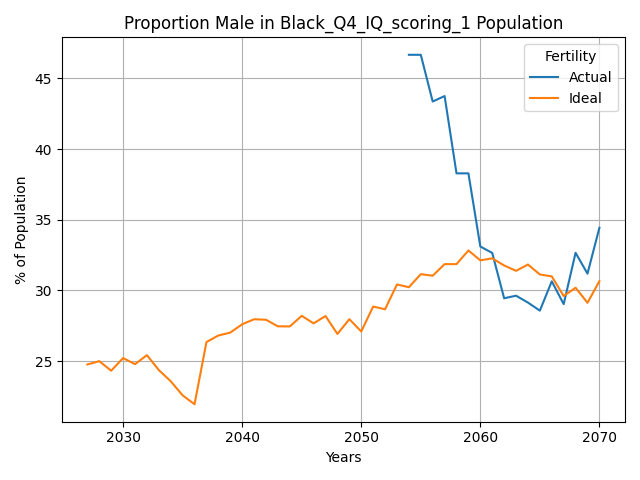 Proportion Male in Black_Q4_IQ_scoring_1 Population
Fertility
Actual
Ideal
% of Population
45
40
35
30
25
2030
2040
2050
2060
2070
Years